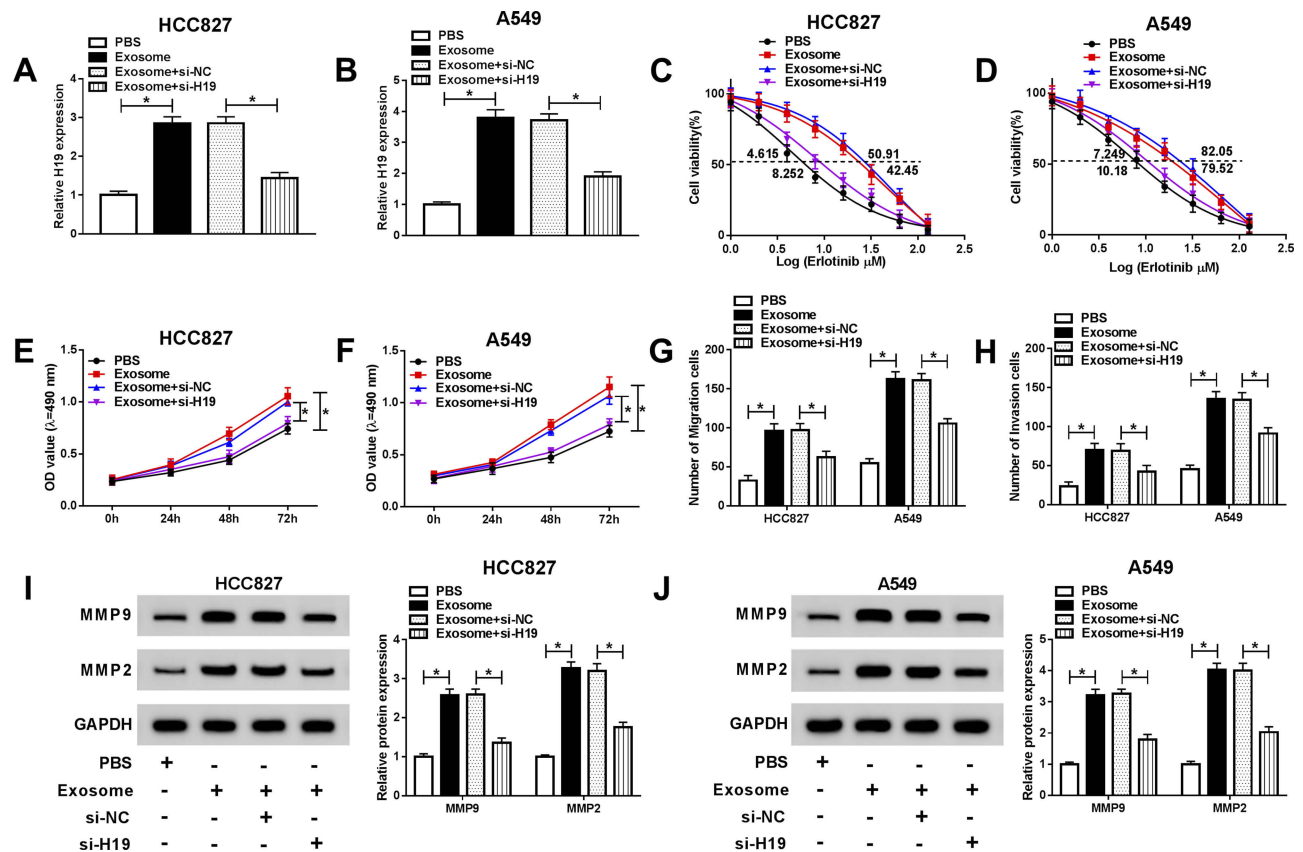 A
HCC827
PBS
Exosome
Exosome+si-NC
Exosome+si-H19
Relative H19 expression
4
3
2
1
0
*
*
B
A549
PBS
Exosome
Exosome+si-NC
Exosome+si-H19
Relative H19 expression
5
4
3
2
1
0
*
*
C
HCC827
PBS
Exosome
Exosome+si-NC
Exosome+si-H19
Cell viability(%)
100
50
0
4.615
50.91
8.252
42.45
0.0 0.5 1.0 1.5 2.0 2.5
Log (Erlotinib μM)
D
A549
PBS
Exosome
Exosome+si-NC
Exosome+si-H19
Cell viability(%)
100
50
0
7.249
82.05
10.18
79.52
0.0 0.5 1.0 1.5 2.0 2.5
Log (Erlotinib μM)
E
HCC827
PBS
Exosome
Exosome+si-NC
Exosome+si-H19
OD value (λ=490 nm)
1.5
1.0
0.5
0.0
* *
0h 24h 48h 72h
F
A549
PBS
Exosome
Exosome+si-NC
Exosome+si-H19
OD value (λ=490 nm)
1.5
1.0
0.5
0.0
* *
0h 24h 48h 72h
G
PBS
Exosome
Exosome+si-NC
Exosome+si-H19
Number of Migration cells
200
150
100
50
0
* * * *
HCC827 A549
H
PBS
Exosome
Exosome+si-NC
Exosome+si-H19
Number of Invasion cells
200
150
100
50
0
* * * *
HCC827 A549
I
HCC827
MMP9
MMP2
GAPDH
PBS + - - -
Exosome - + + +
si-NC - - + -
si-H19 - - - +
HCC827
PBS
Exosome
Exosome+si-NC
Exosome+si-H19
Relative protein expression
4
3
2
1
0
* * * *
MMP9 MMP2
J
A549
MMP9
MMP2
GAPDH
PBS + - - -
Exosome - + + +
si-NC - - + -
si-H19 - - - +
A549
PBS
Exosome
Exosome+si-NC
Exosome+si-H19
Relative protein expression
5
4
3
2
1
0
* * * *
MMP9 MMP2